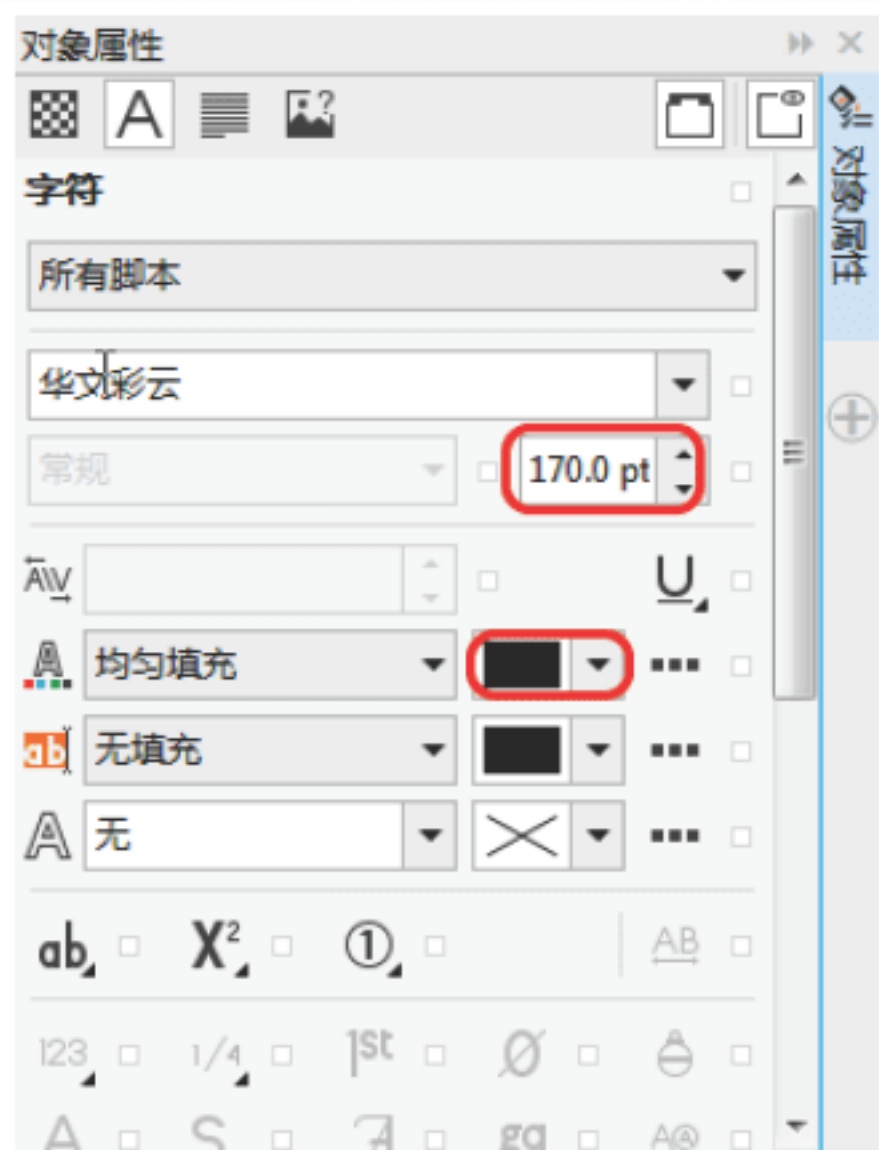 对象属性
A
对象属性
字符
所有脚本
华文彩云
常规
170.0 pt
U
均匀填充
ab 无填充
A 无
ab X² ① AB
123 1/4 1st Ø
A S A ga A@